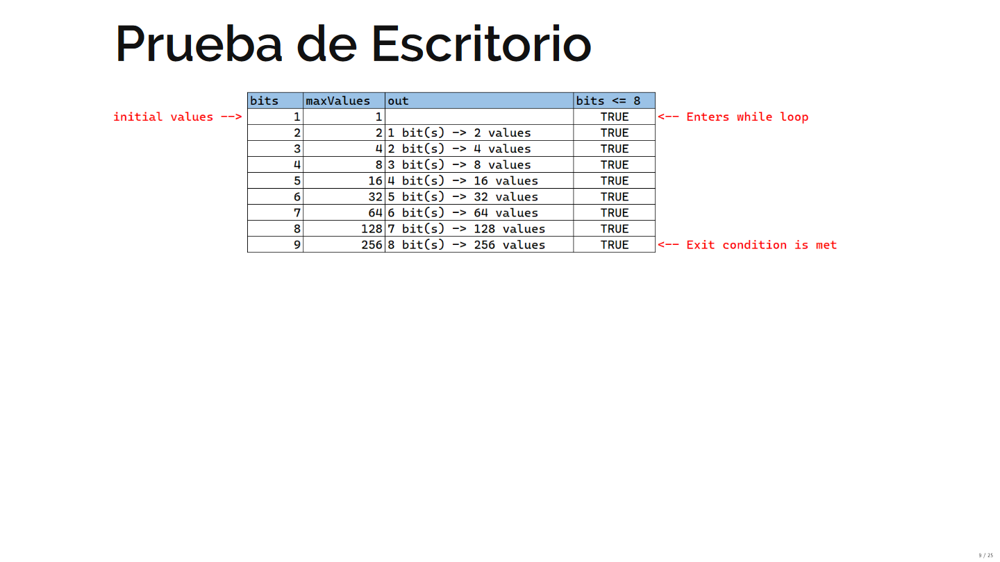 Prueba de Escritorio
bits maxValues out bits <= 8
initial values --> 1 1 TRUE <-- Enters while loop
2 2 1 bit(s) -> 2 values TRUE
3 4 2 bit(s) -> 4 values TRUE
4 8 3 bit(s) -> 8 values TRUE
5 16 4 bit(s) -> 16 values TRUE
6 32 5 bit(s) -> 32 values TRUE
7 64 6 bit(s) -> 64 values TRUE
8 128 7 bit(s) -> 128 values TRUE
9 256 8 bit(s) -> 256 values TRUE <-- Exit condition is met
9 / 25